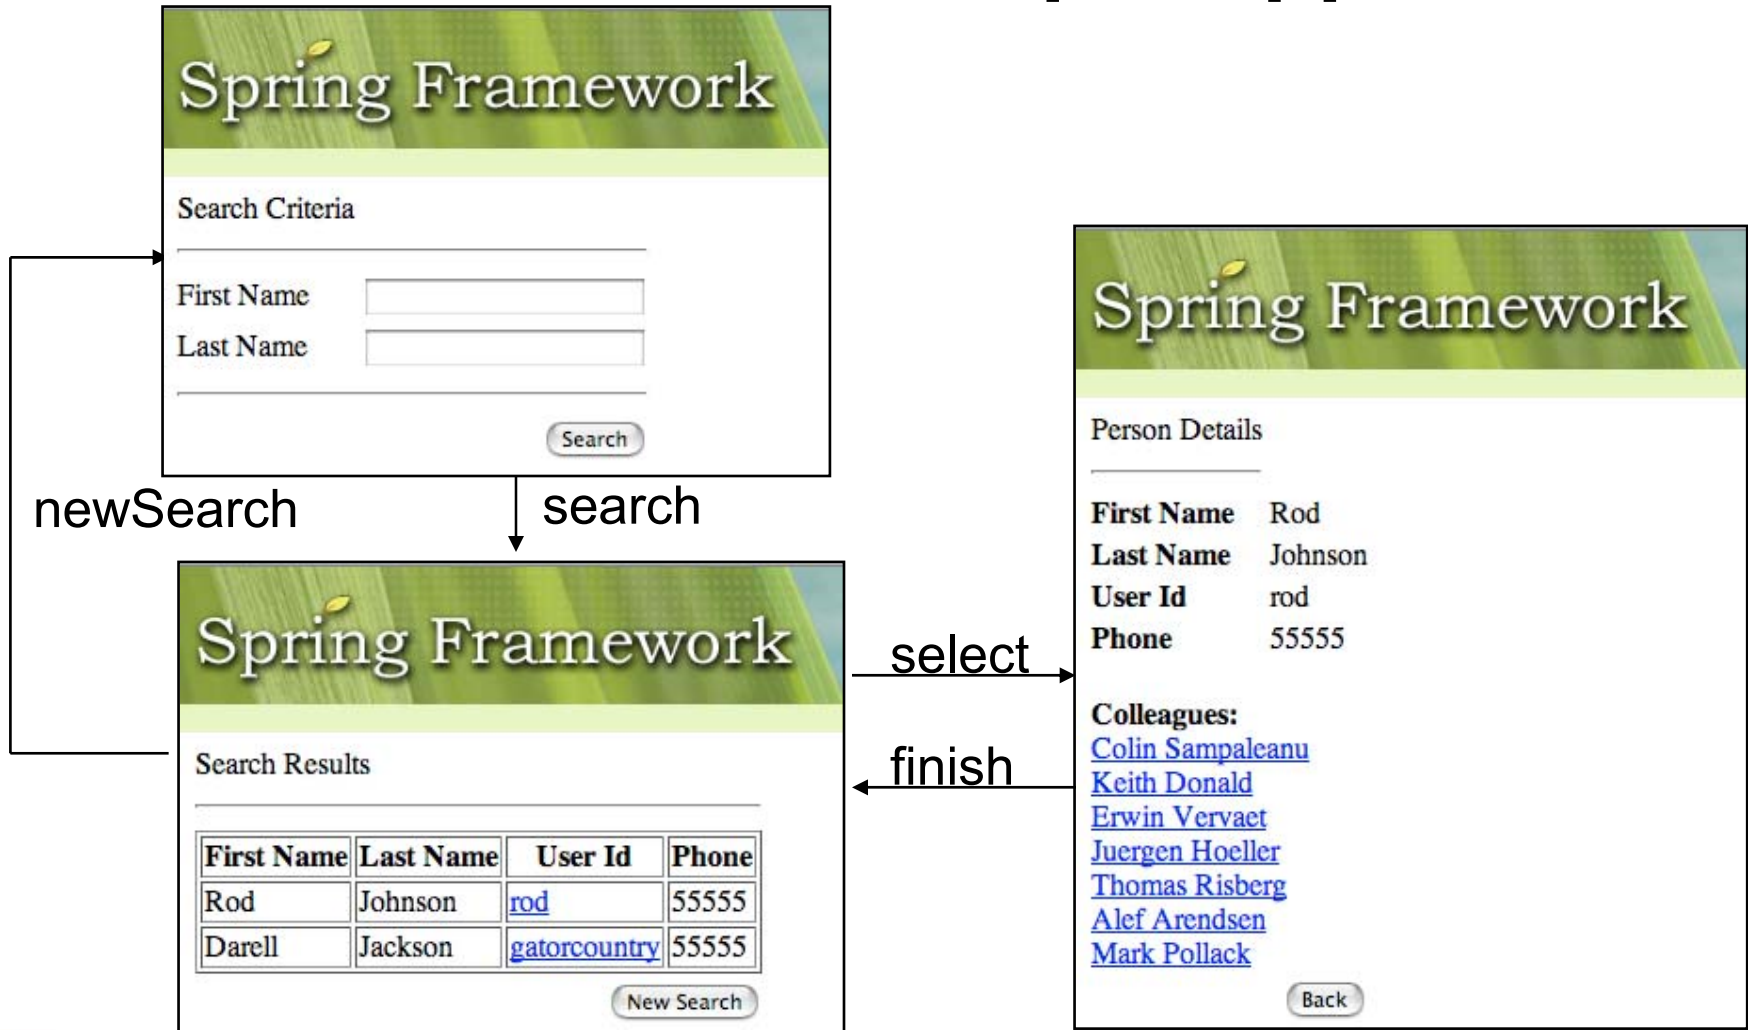 Spring Framework
Search Criteria
First Name
Last Name
Search
newSearch
search
Spring Framework
Search Results
First Name Last Name User Id Phone
Rod Johnson rod 55555
Darell Jackson gatorcountry 55555
New Search
select
finish
Spring Framework
Person Details
First Name Rod
Last Name Johnson
User Id rod
Phone 55555
Colleagues:
Colin Sampaleanu
Keith Donald
Erwin Vervaet
Juergen Hoeller
Thomas Risberg
Alef Arendsen
Mark Pollack
Back